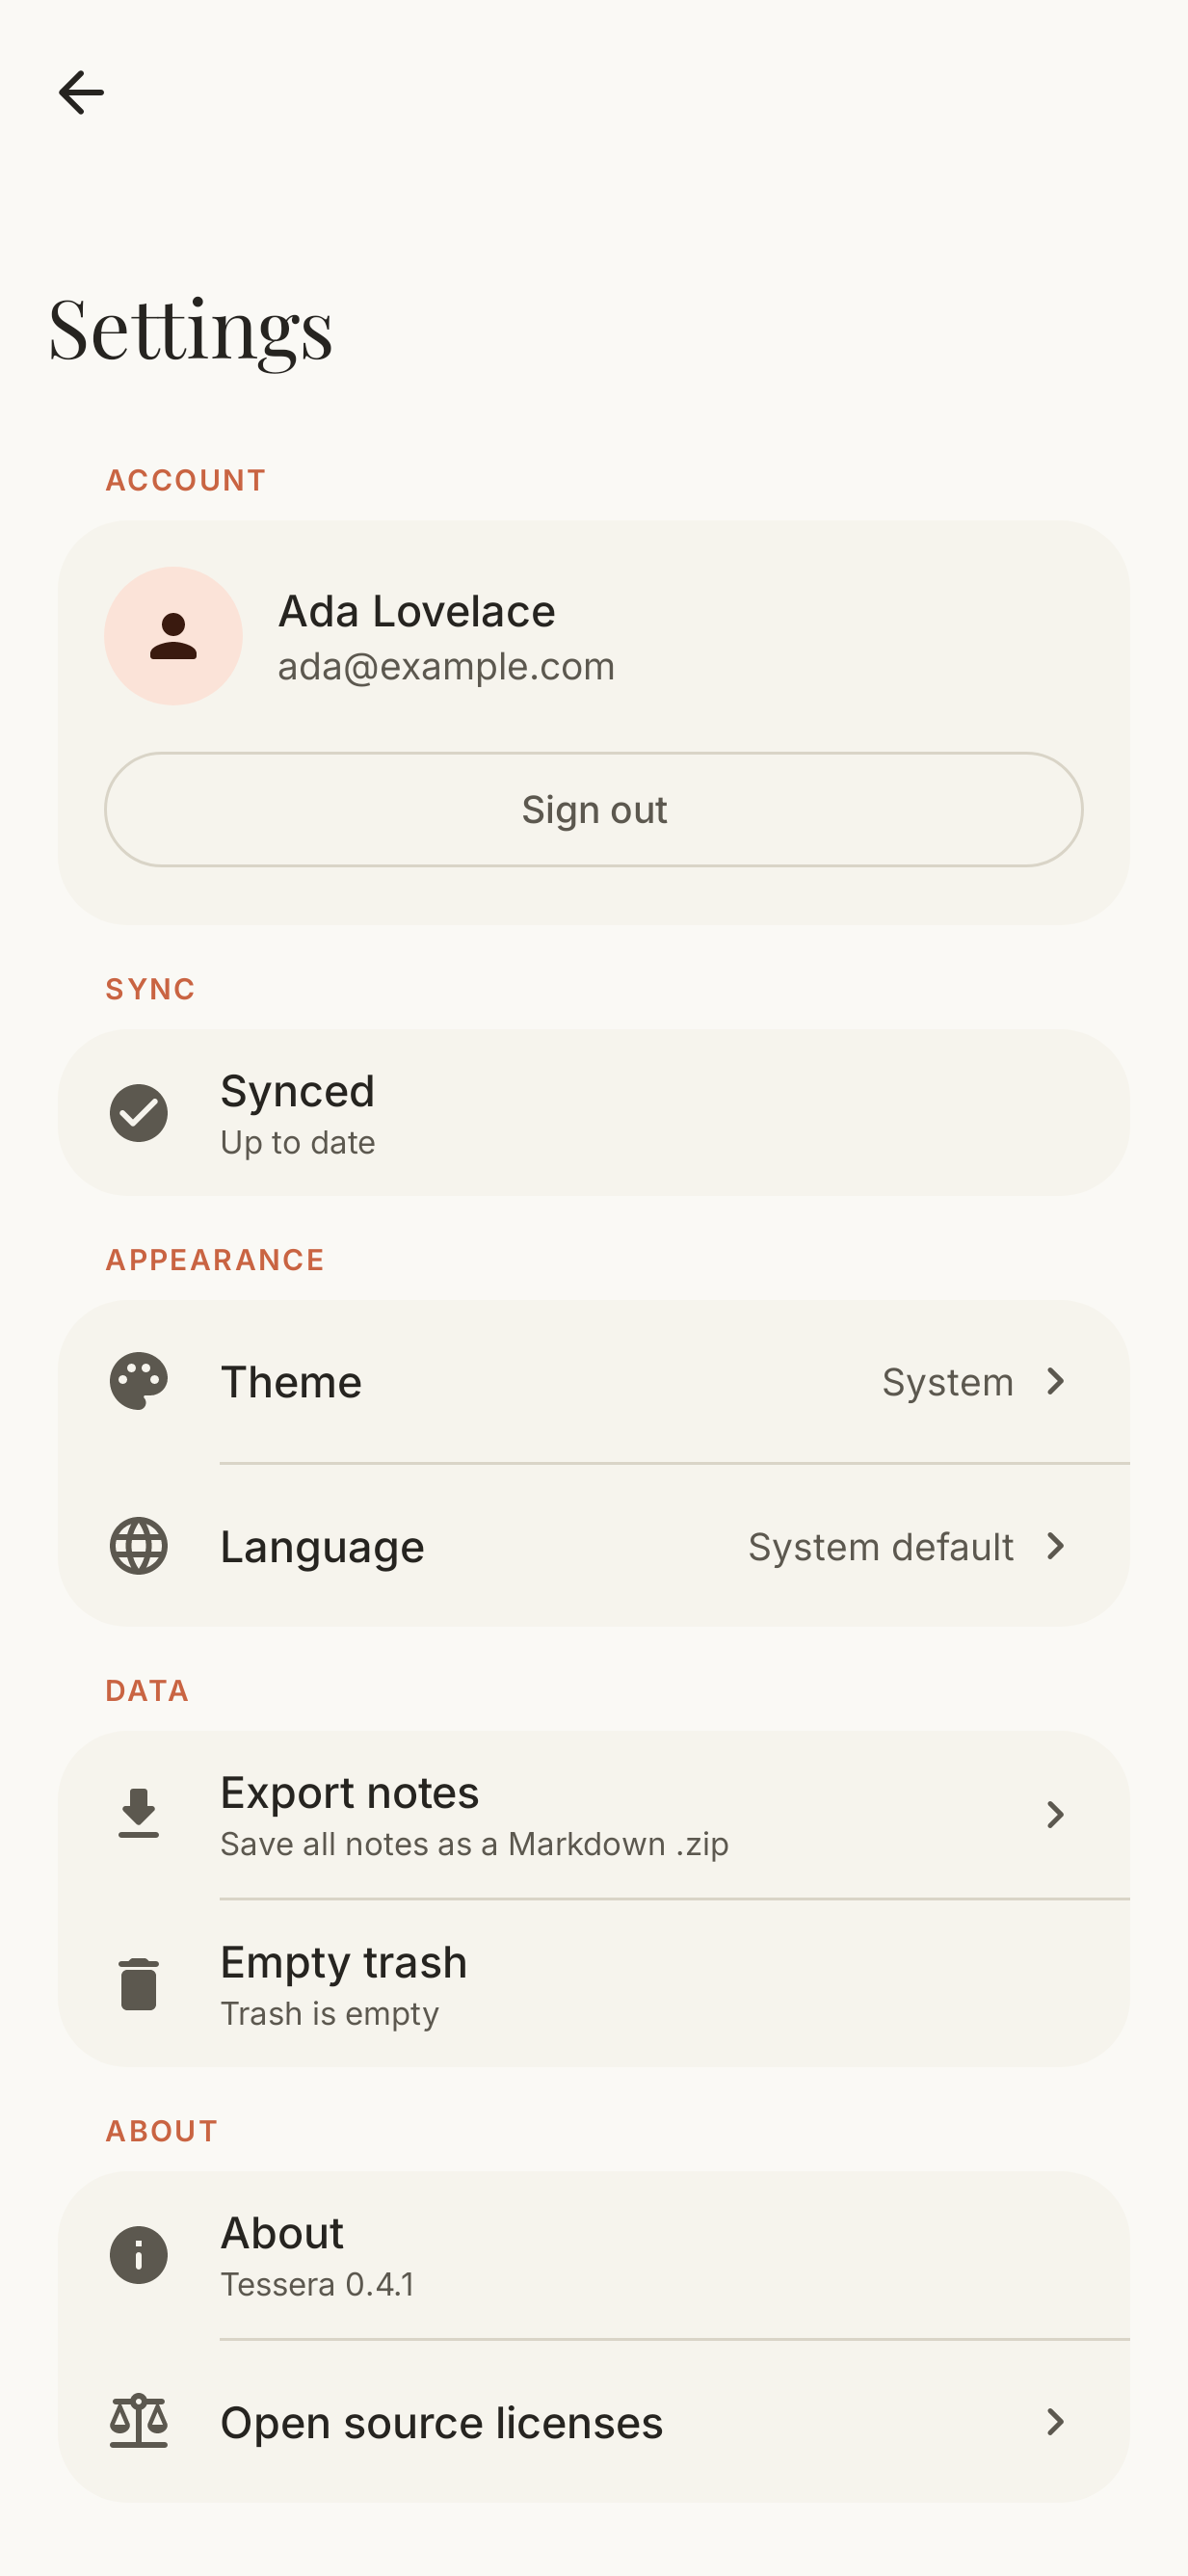 Settings
ACCOUNT
Ada Lovelace
ada@example.com
Sign out
SYNC
Synced
Up to date
APPEARANCE
Theme System
Language System default
DATA
Export notes
Save all notes as a Markdown .zip
Empty trash
Trash is empty
ABOUT
About
Tessera 0.4.1
Open source licenses